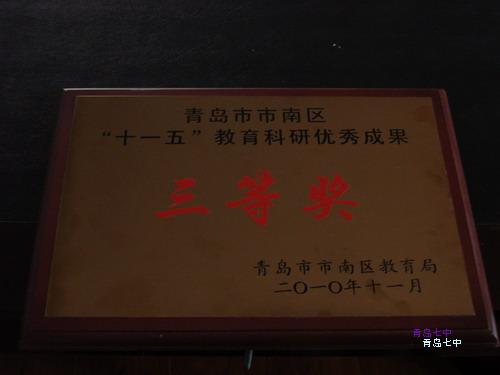 青岛市市南区
“十一五”教育科研优秀成果
三等奖
青岛市市南区教育局
二〇一〇年十一月
青岛七中
青岛七中